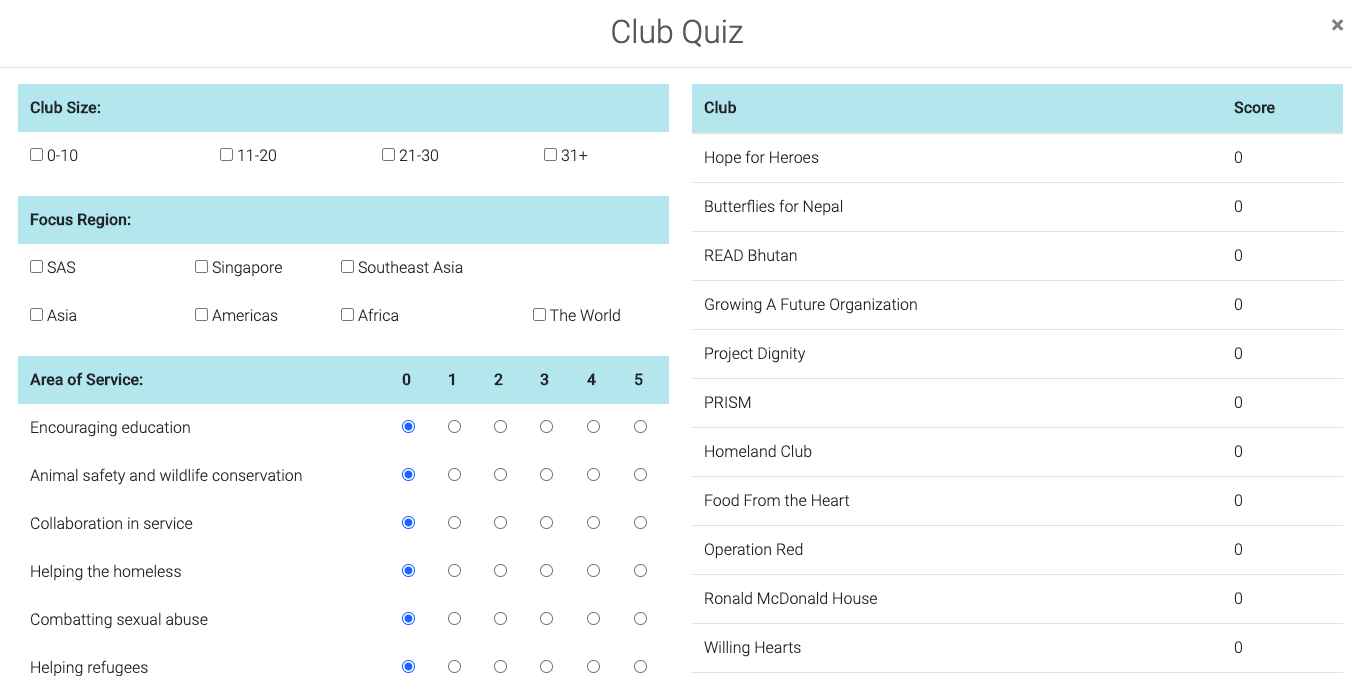 Club Quiz
×
Club Size:
0-10 11-20 21-30 31+
Focus Region:
SAS Singapore Southeast Asia
Asia Americas Africa The World
Area of Service: 0 1 2 3 4 5
Encouraging education
Animal safety and wildlife conservation
Collaboration in service
Helping the homeless
Combatting sexual abuse
Helping refugees
Club Score
Hope for Heroes 0
Butterflies for Nepal 0
READ Bhutan 0
Growing A Future Organization 0
Project Dignity 0
PRISM 0
Homeland Club 0
Food From the Heart 0
Operation Red 0
Ronald McDonald House 0
Willing Hearts 0